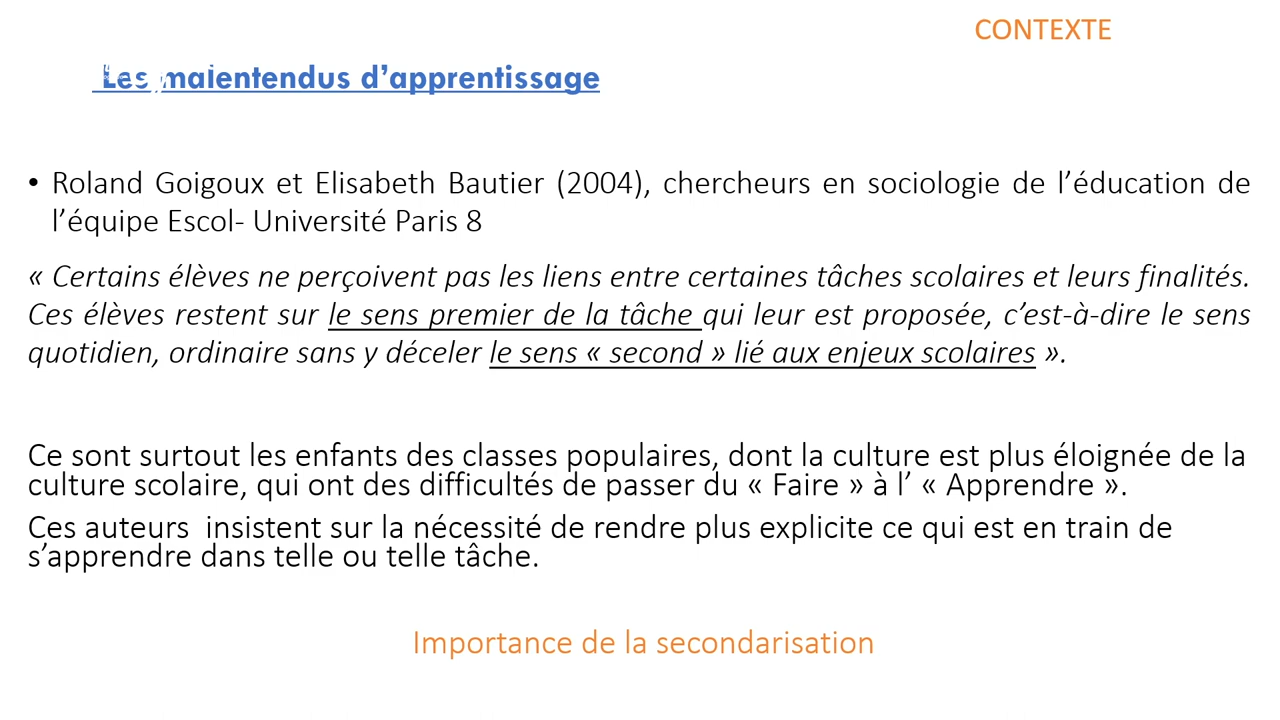 CONTEXTE
Les malentendus d’apprentissage
• Roland Goigoux et Elisabeth Bautier (2004), chercheurs en sociologie de l’éducation de
l’équipe Escol- Université Paris 8
« Certains élèves ne perçoivent pas les liens entre certaines tâches scolaires et leurs finalités.
Ces élèves restent sur le sens premier de la tâche qui leur est proposée, c’est-à-dire le sens
quotidien, ordinaire sans y déceler le sens « second » lié aux enjeux scolaires ».
Ce sont surtout les enfants des classes populaires, dont la culture est plus éloignée de la
culture scolaire, qui ont des difficultés de passer du « Faire » à l’ « Apprendre ».
Ces auteurs  insistent sur la nécessité de rendre plus explicite ce qui est en train de
s’apprendre dans telle ou telle tâche.
Importance de la secondarisation